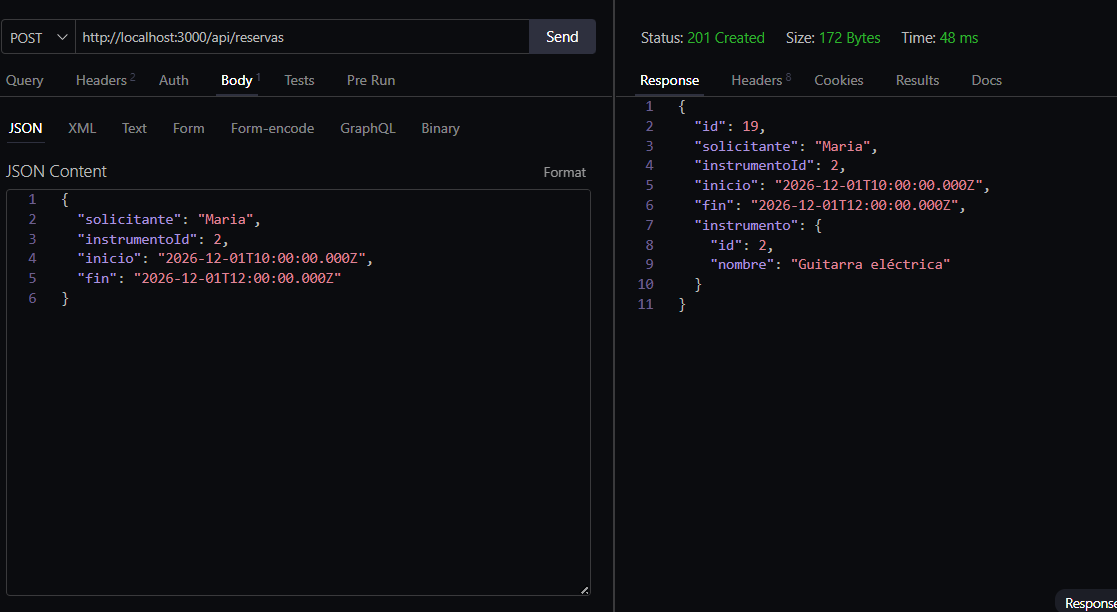 POST http://localhost:3000/api/reservas Send
Query Headers 2 Auth Body 1 Tests Pre Run
JSON XML Text Form Form-encode GraphQL Binary
JSON Content Format
1 {
2 "solicitante": "Maria",
3 "instrumentoId": 2,
4 "inicio": "2026-12-01T10:00:00.000Z",
5 "fin": "2026-12-01T12:00:00.000Z"
6 }
Status: 201 Created Size: 172 Bytes Time: 48 ms
Response Headers 8 Cookies Results Docs
1 {
2 "id": 19,
3 "solicitante": "Maria",
4 "instrumentoId": 2,
5 "inicio": "2026-12-01T10:00:00.000Z",
6 "fin": "2026-12-01T12:00:00.000Z",
7 "instrumento": {
8 "id": 2,
9 "nombre": "Guitarra eléctrica"
10 }
11 }
Response